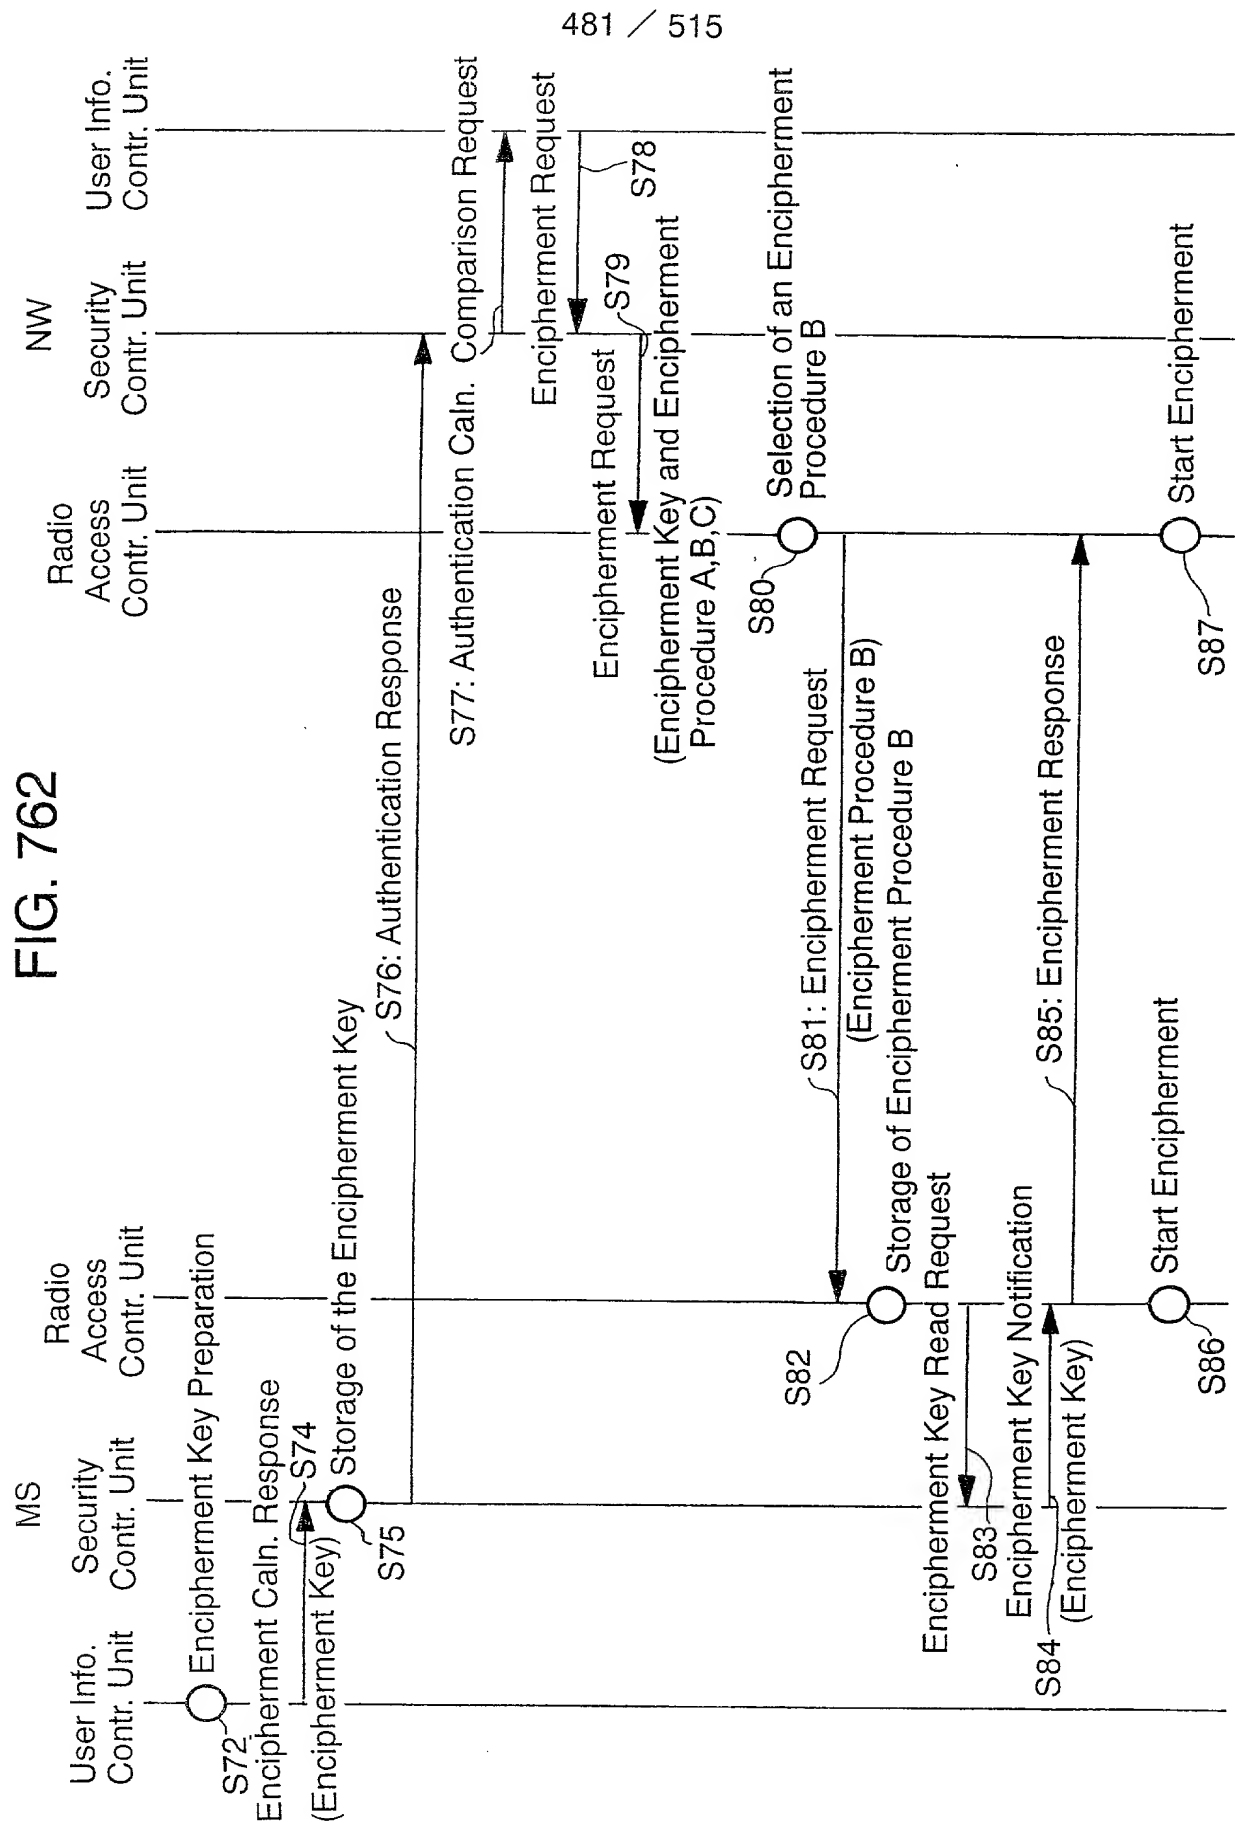 481 / 515
FIG. 762
MS
NW
User Info.
Contr. Unit
Security
Contr. Unit
Radio
Access
Contr. Unit
Radio
Access
Contr. Unit
Security
Contr. Unit
User Info.
Contr. Unit
Encipherment Key Preparation
S72
Encipherment Caln. Response
S74
(Encipherment Key)
Storage of the Encipherment Key
S75
S76: Authentication Response
S77: Authentication Caln. Comparison Request
Encipherment Request
S78
Encipherment Request
S79
(Encipherment Key and Encipherment
Procedure A,B,C)
Selection of an Encipherment
Procedure B
S80
S81: Encipherment Request
(Encipherment Procedure B)
Storage of Encipherment Procedure B
S82
Encipherment Key Read Request
S83
Encipherment Key Notification
S84
(Encipherment Key)
S85: Encipherment Response
Start Encipherment
S86
Start Encipherment
S87